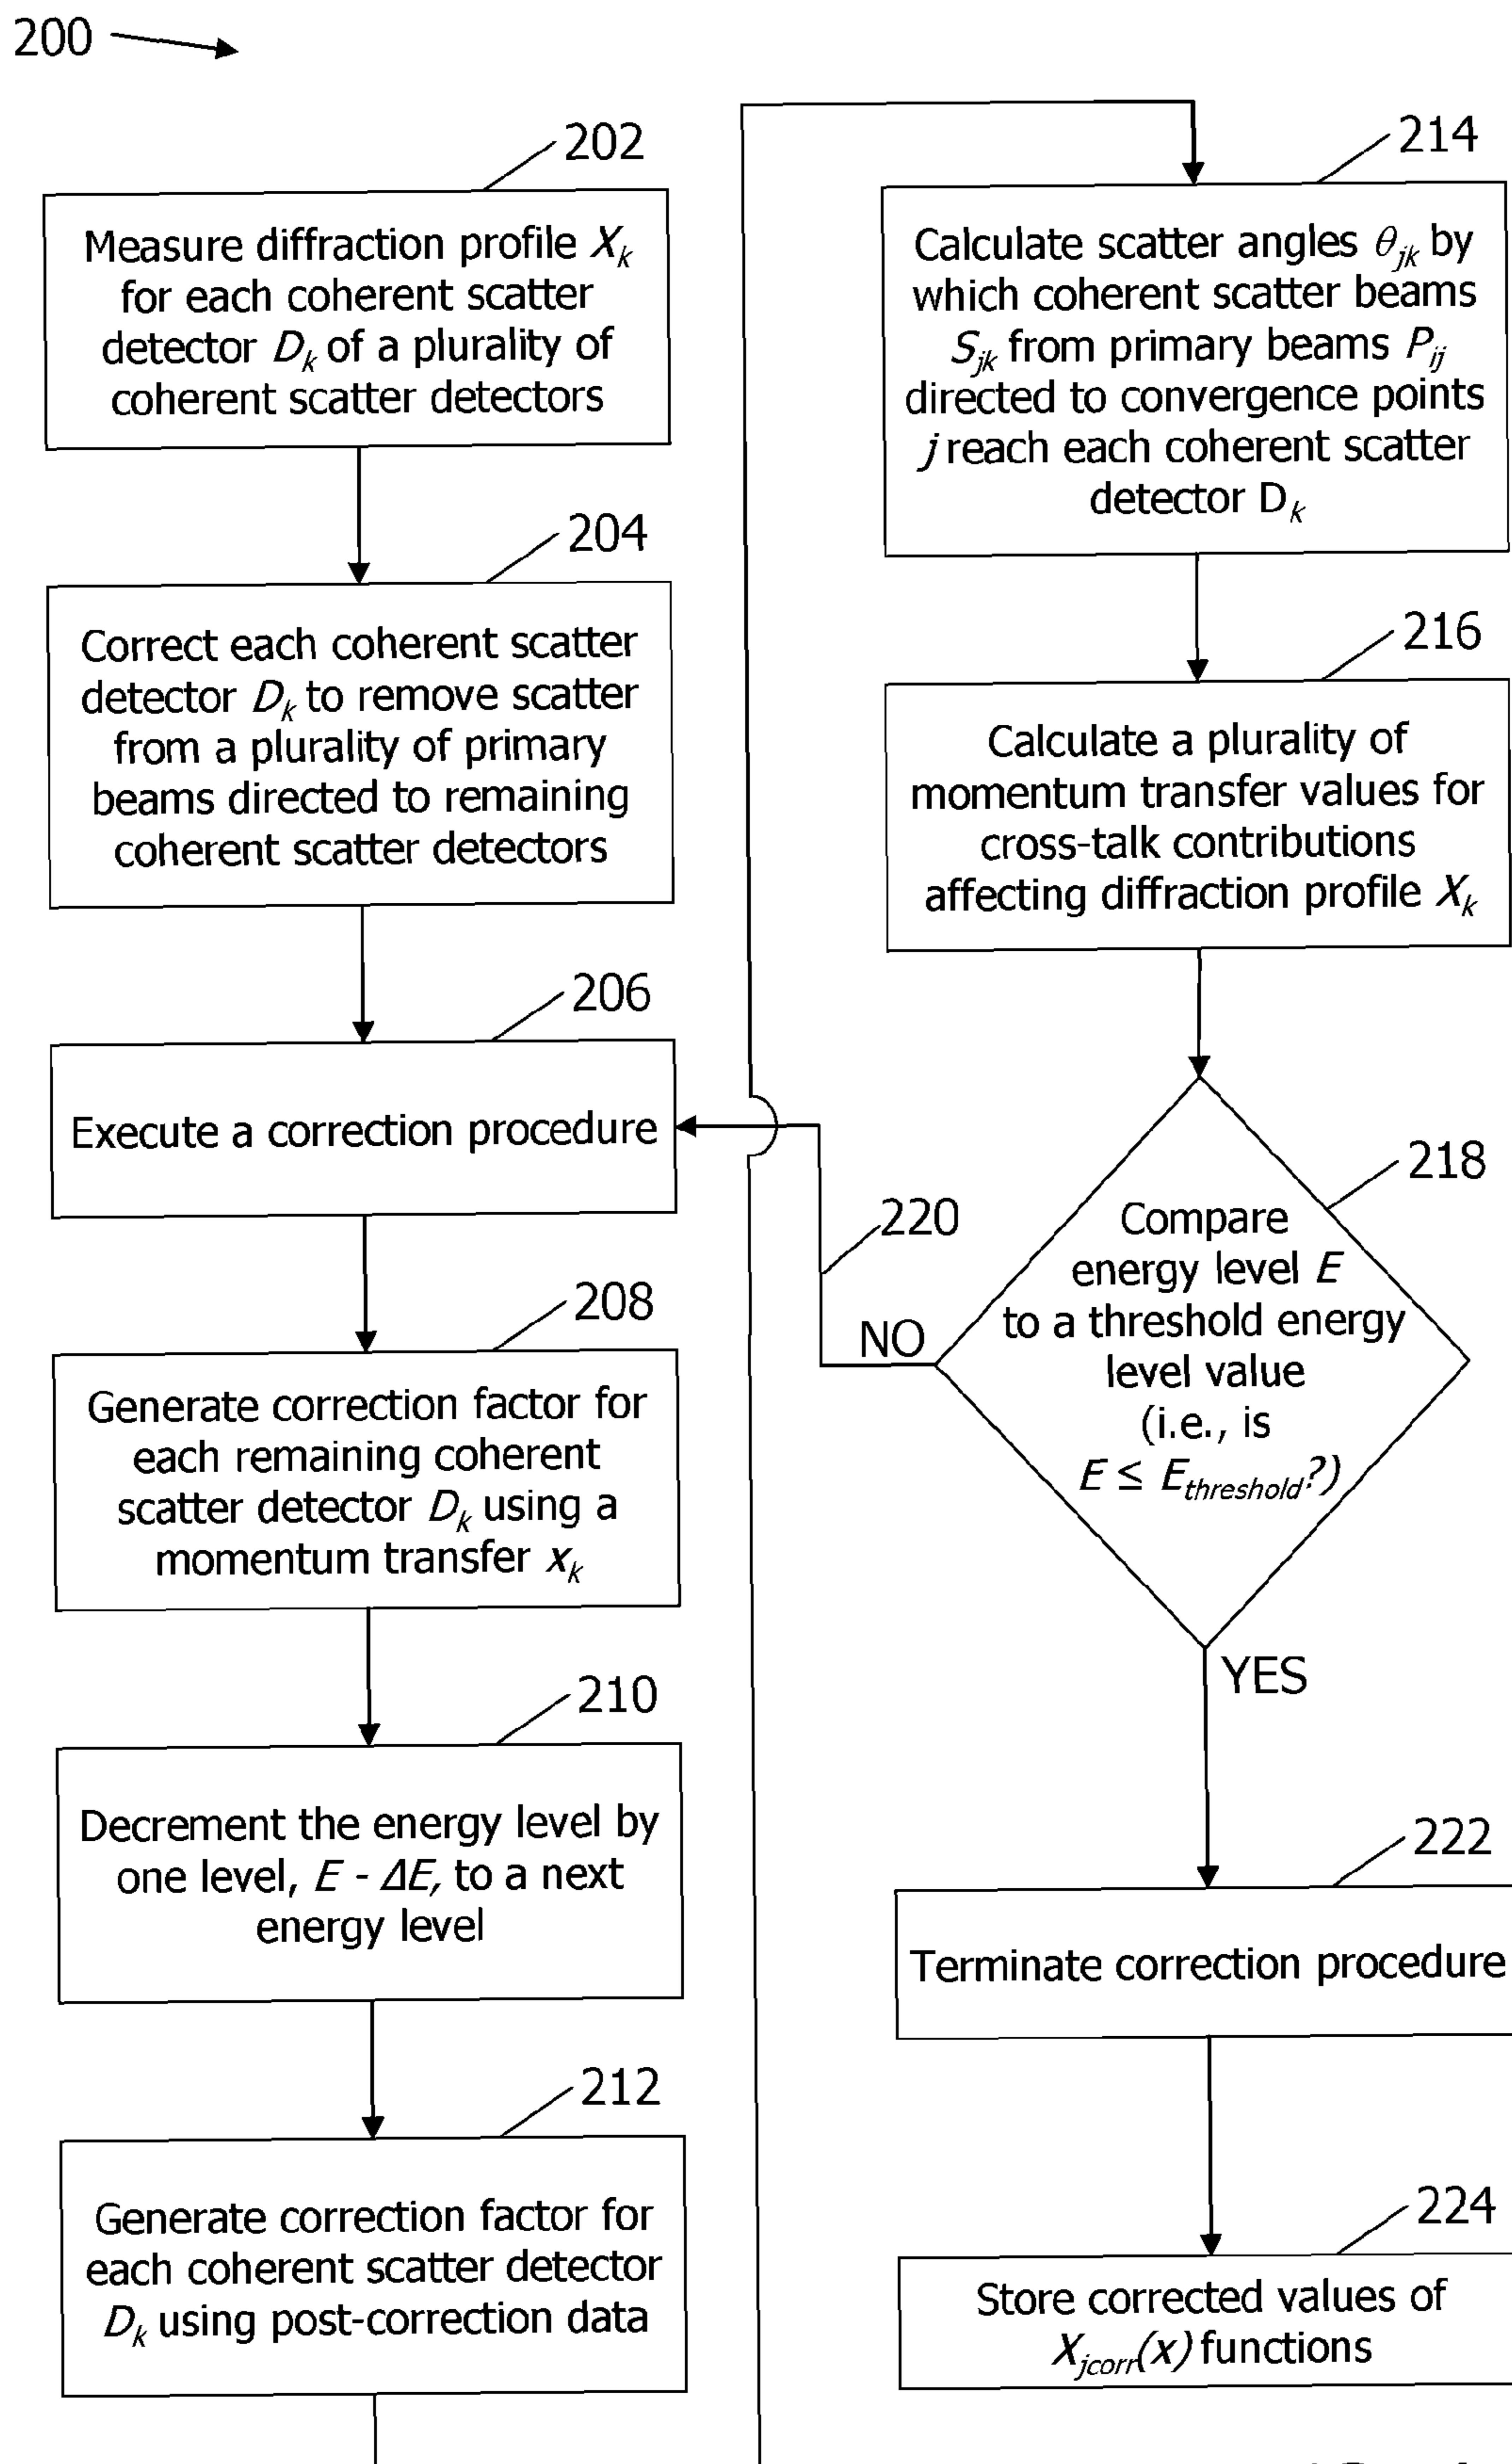 200
202
Measure diffraction profile Xk
for each coherent scatter
detector Dk of a plurality of
coherent scatter detectors
204
Correct each coherent scatter
detector Dk to remove scatter
from a plurality of primary
beams directed to remaining
coherent scatter detectors
206
Execute a correction procedure
208
Generate correction factor for
each remaining coherent
scatter detector Dk using a
momentum transfer xk
210
Decrement the energy level by
one level, E - ΔE, to a next
energy level
212
Generate correction factor for
each coherent scatter detector
Dk using post-correction data
214
Calculate scatter angles θjk by
which coherent scatter beams
Sjk from primary beams Pij
directed to convergence points
j reach each coherent scatter
detector Dk
216
Calculate a plurality of
momentum transfer values for
cross-talk contributions
affecting diffraction profile Xk
218
Compare
energy level E
to a threshold energy
level value
(i.e., is
E ≤ Ethreshold?)
220
NO
YES
222
Terminate correction procedure
224
Store corrected values of
Xjcorr(x) functions